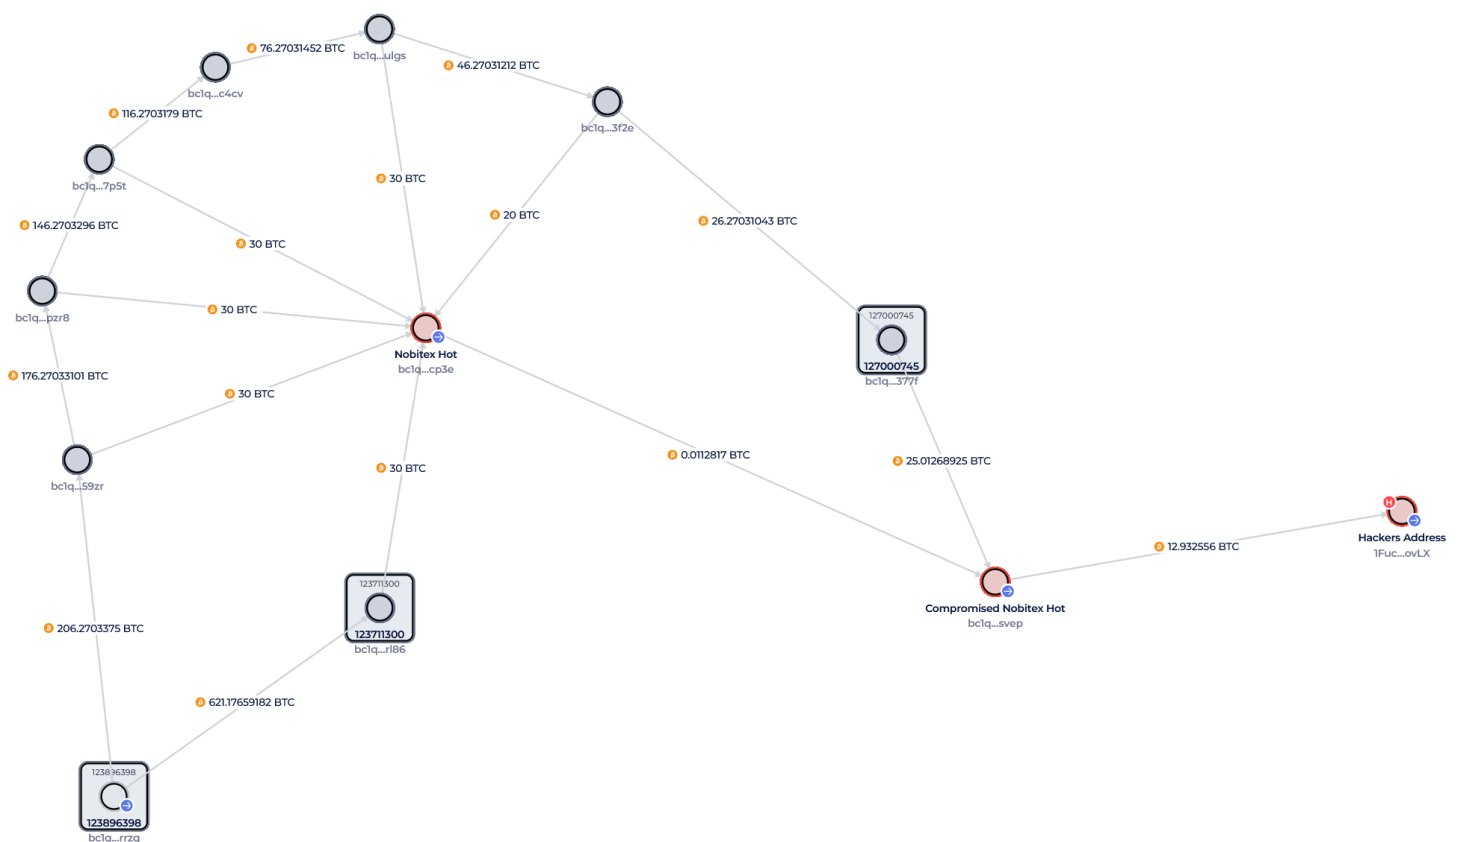 76.27031452 BTC
bc1q...ulgs
46.27031212 BTC
bc1q...c4cv
116.2703179 BTC
bc1q...3f2e
30 BTC
bc1q...7p5t
20 BTC
146.2703296 BTC
26.27031043 BTC
30 BTC
30 BTC
bc1q...pzr8
127000745
127000745
bc1q...377f
Nobitex Hot
bc1q...cp3e
176.27033101 BTC
30 BTC
0.0112817 BTC
25.01268925 BTC
30 BTC
bc1q...59zr
H
Hackers Address
1Fuc...ovLX
12.932556 BTC
123711300
123711300
bc1q...rl86
Compromised Nobitex Hot
bc1q...svep
206.2703375 BTC
621.17659182 BTC
123896398
123896398
bc1q...rrzq